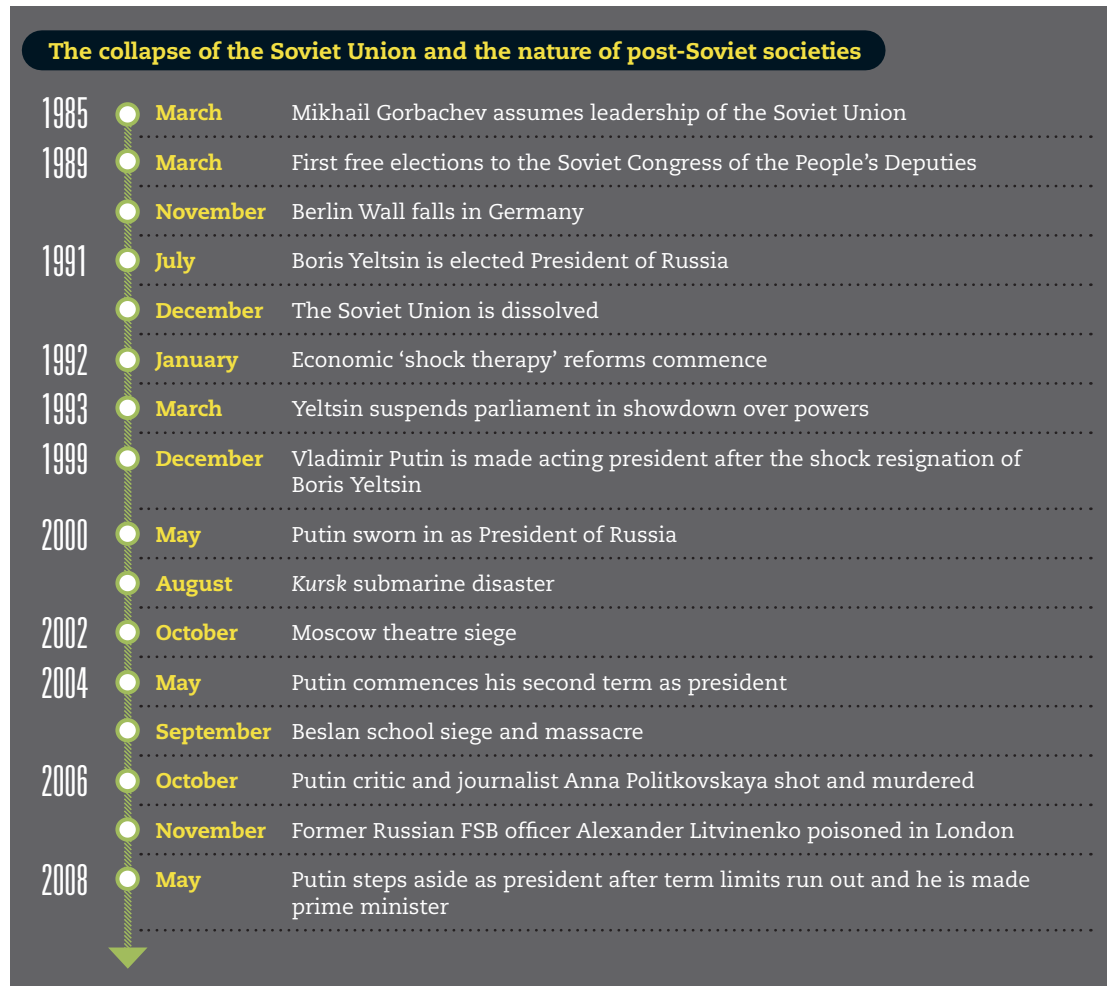 The collapse of the Soviet Union and the nature of post-Soviet societies
1985 March Mikhail Gorbachev assumes leadership of the Soviet Union
1989 March First free elections to the Soviet Congress of the People’s Deputies
November Berlin Wall falls in Germany
1991 July Boris Yeltsin is elected President of Russia
December The Soviet Union is dissolved
1992 January Economic ‘shock therapy’ reforms commence
1993 March Yeltsin suspends parliament in showdown over powers
1999 December Vladimir Putin is made acting president after the shock resignation of
Boris Yeltsin
2000 May Putin sworn in as President of Russia
August Kursk submarine disaster
2002 October Moscow theatre siege
2004 May Putin commences his second term as president
September Beslan school siege and massacre
2006 October Putin critic and journalist Anna Politkovskaya shot and murdered
November Former Russian FSB officer Alexander Litvinenko poisoned in London
2008 May Putin steps aside as president after term limits run out and he is made
prime minister